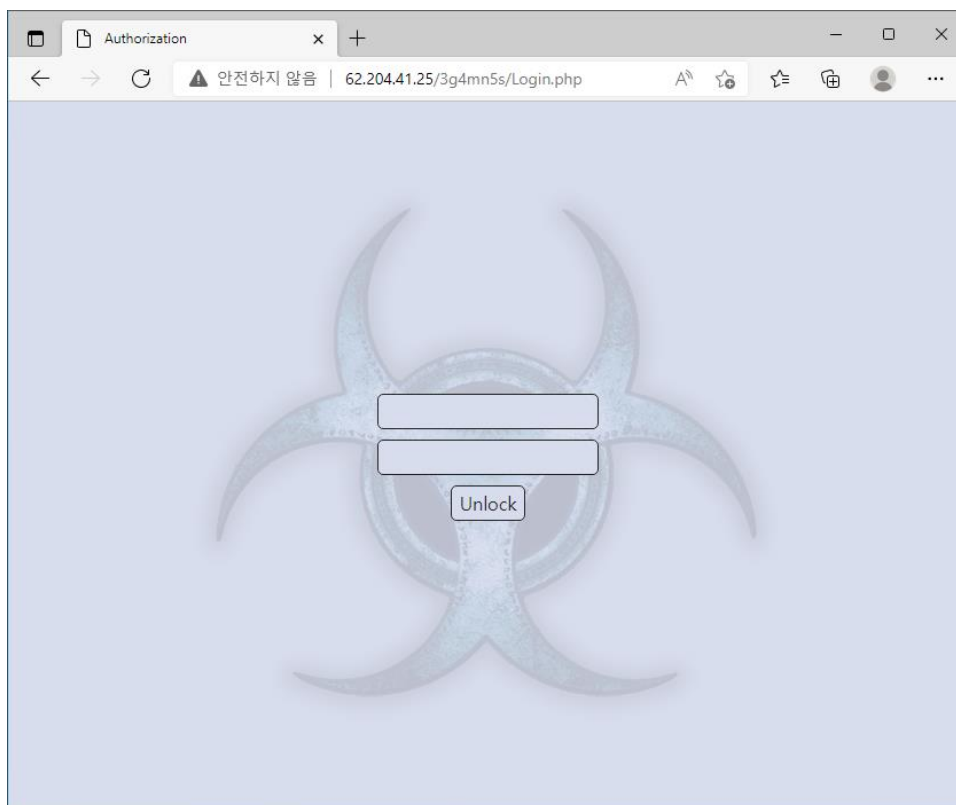 Authorization
안전하지 않음 | 62.204.41.25/3g4mn5s/Login.php
Unlock